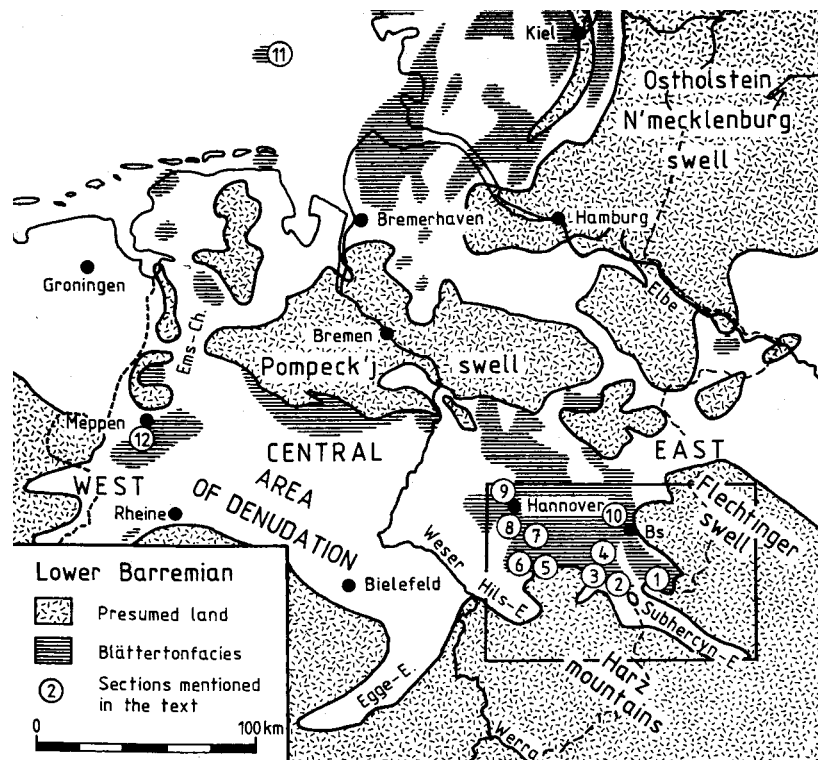 Kiel
11
Ostholstein
N'mecklenburg
swell
Bremerhaven
Hamburg
Groningen
Ems-Ch.
Elbe
Bremen
Pompeck'j swell
Meppen
12
CENTRAL
EAST
AREA
OF DENUDATION
WEST
Rheine
9
Hannover
10
Bs
Flechtinger
swell
8
7
6
5
4
3
2
1
Weser
Hils-E
Subhercyn-E
Bielefeld
Egge-E.
Harz
mountains
Werra
Lower Barremian
Presumed land
Blättertonfacies
2
Sections mentioned
in the text
0
100 km